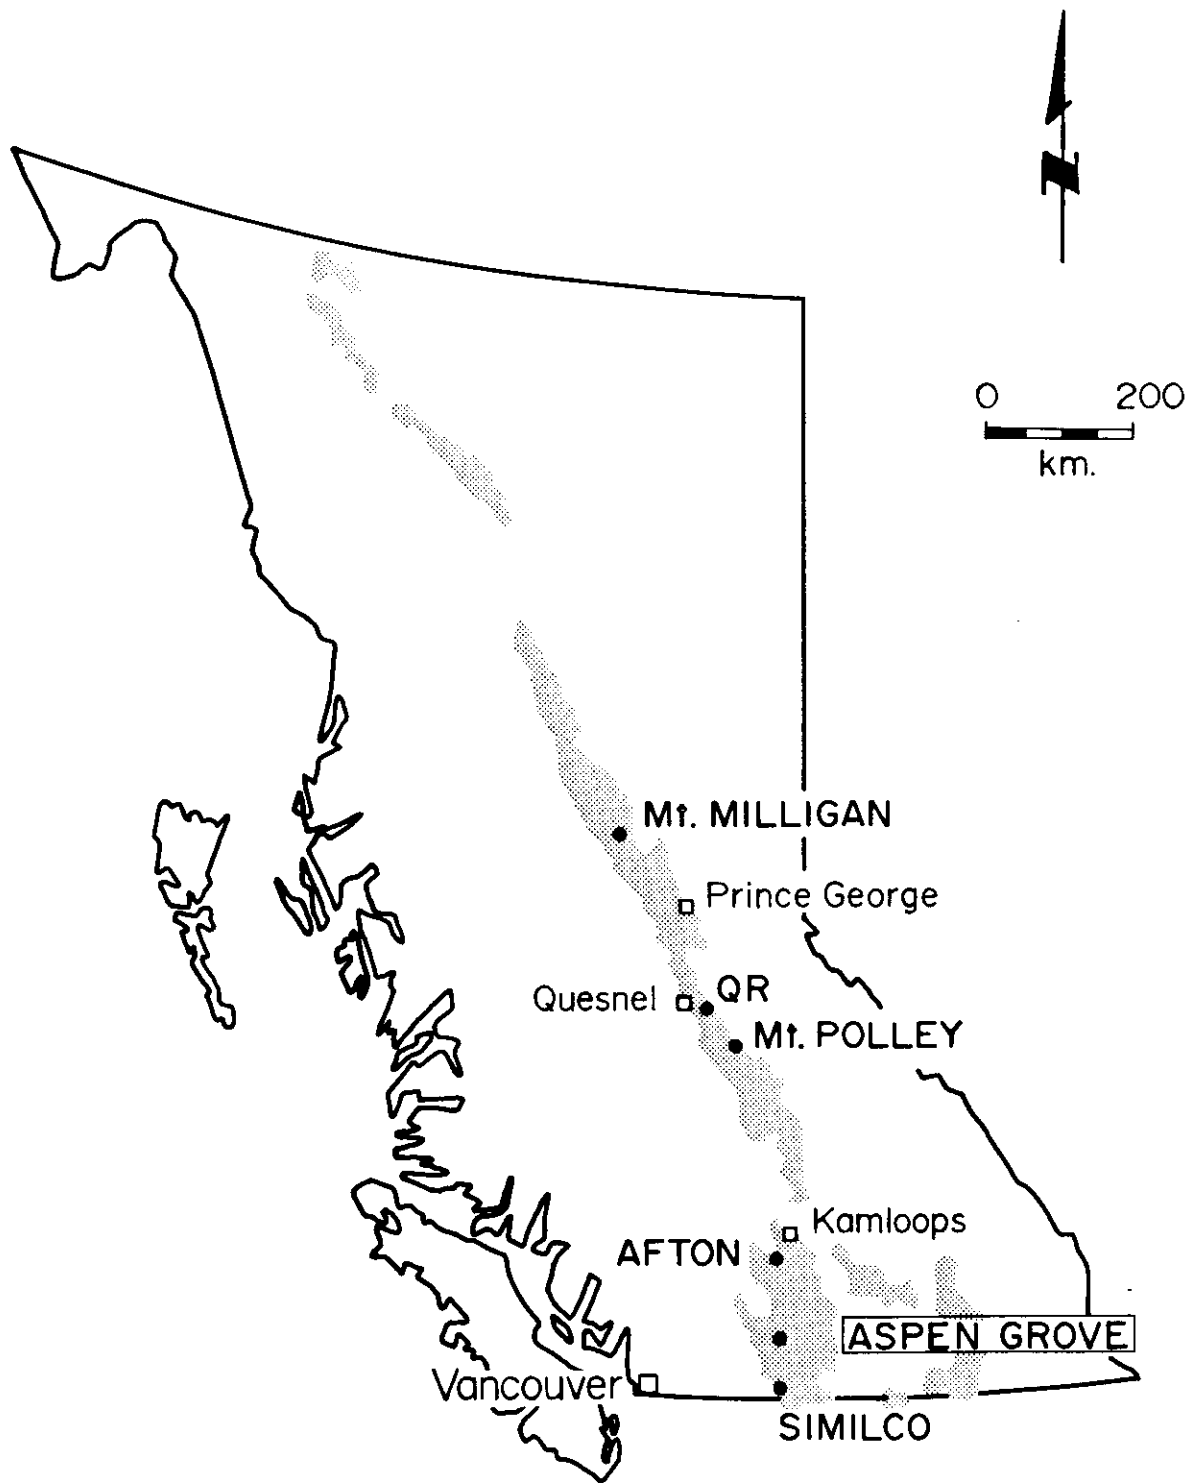 N
0 200
km.
Mt. MILLIGAN
Prince George
Quesnel
QR
Mt. POLLEY
Kamloops
AFTON
ASPEN GROVE
Vancouver
SIMILCO